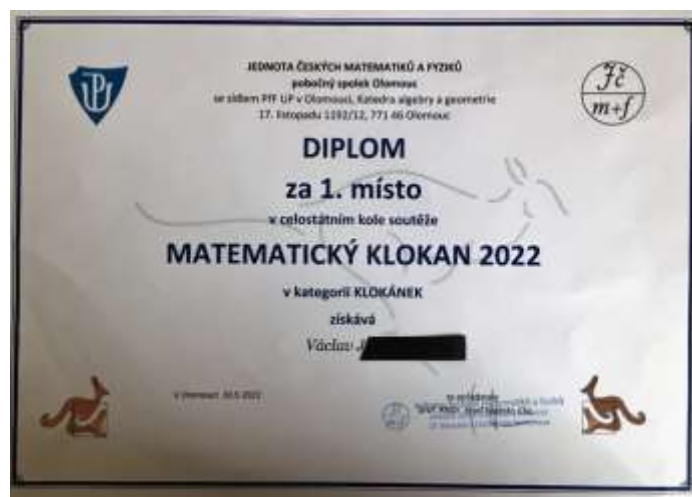 JEDNOTA ČESKÝCH MATEMATIKŮ A FYZIKŮ
pobočný spolek Olomouc
se sídlem PřF UP v Olomouci, Katedra algebry a geometrie
17. listopadu 1192/12, 771 46 Olomouc
Jč
m+f
DIPLOM
za 1. místo
v celostátním kole soutěže
MATEMATICKÝ KLOKAN 2022
v kategorii KLOKÁNEK
získává
Václav
V Olomouci